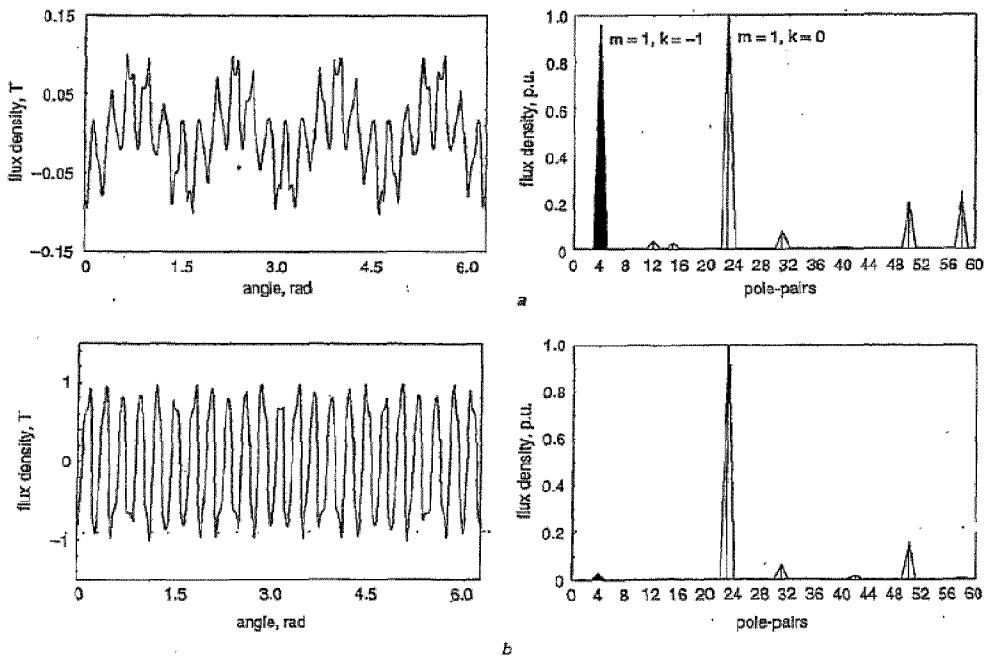 0.15
0.05
−0.05
−0.15
flux density, T
0 1.5 3.0 4.5 6.0
angle, rad
1.0
0.8
0.6
0.4
0.2
0
flux density, p.u.
m = 1, k = −1
m = 1, k = 0
0 4 8 12 16 20 24 28 32 36 40 44 48 52 56 60
pole-pairs
a
1
0
−1
flux density, T
0 1.5 3.0 4.5 6.0
angle, rad
1.0
0.8
0.6
0.4
0.2
0
flux density, p.u.
0 4 8 12 16 20 24 28 32 36 40 44 48 52 56 60
pole-pairs
b